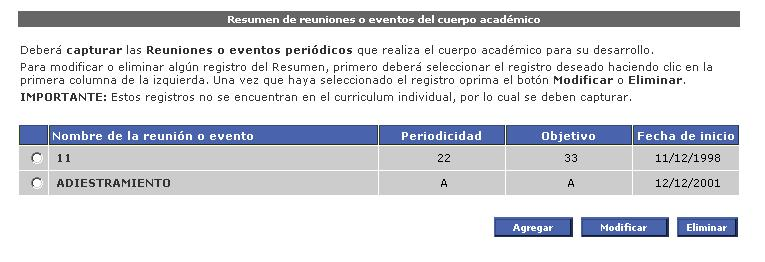 Resumen de reuniones o eventos del cuerpo académico
Deberá capturar las Reuniones o eventos periódicos que realiza el cuerpo académico para su desarrollo.
Para modificar o eliminar algún registro del Resumen, primero deberá seleccionar el registro deseado haciendo clic en la
primera columna de la izquierda. Una vez que haya seleccionado el registro oprima el botón Modificar o Eliminar.
IMPORTANTE: Estos registros no se encuentran en el curriculum individual, por lo cual se deben capturar.
Nombre de la reunión o evento Periodicidad Objetivo Fecha de inicio
11 22 33 11/12/1998
ADIESTRAMIENTO A A 12/12/2001
Agregar Modificar Eliminar